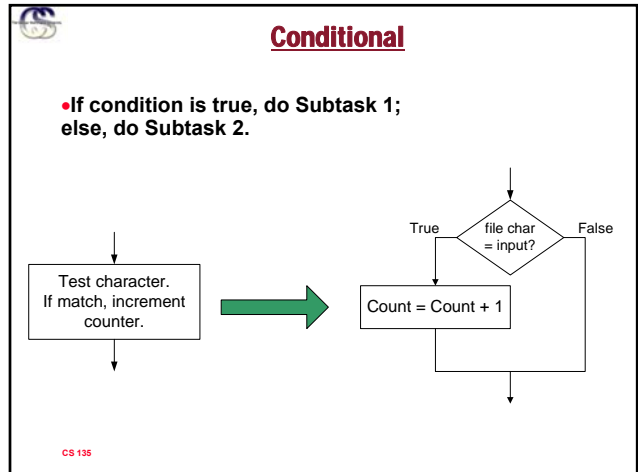 Conditional
•If condition is true, do Subtask 1;
else, do Subtask 2.
Test character.
If match, increment
counter.
True
file char
= input?
False
Count = Count + 1
CS 135